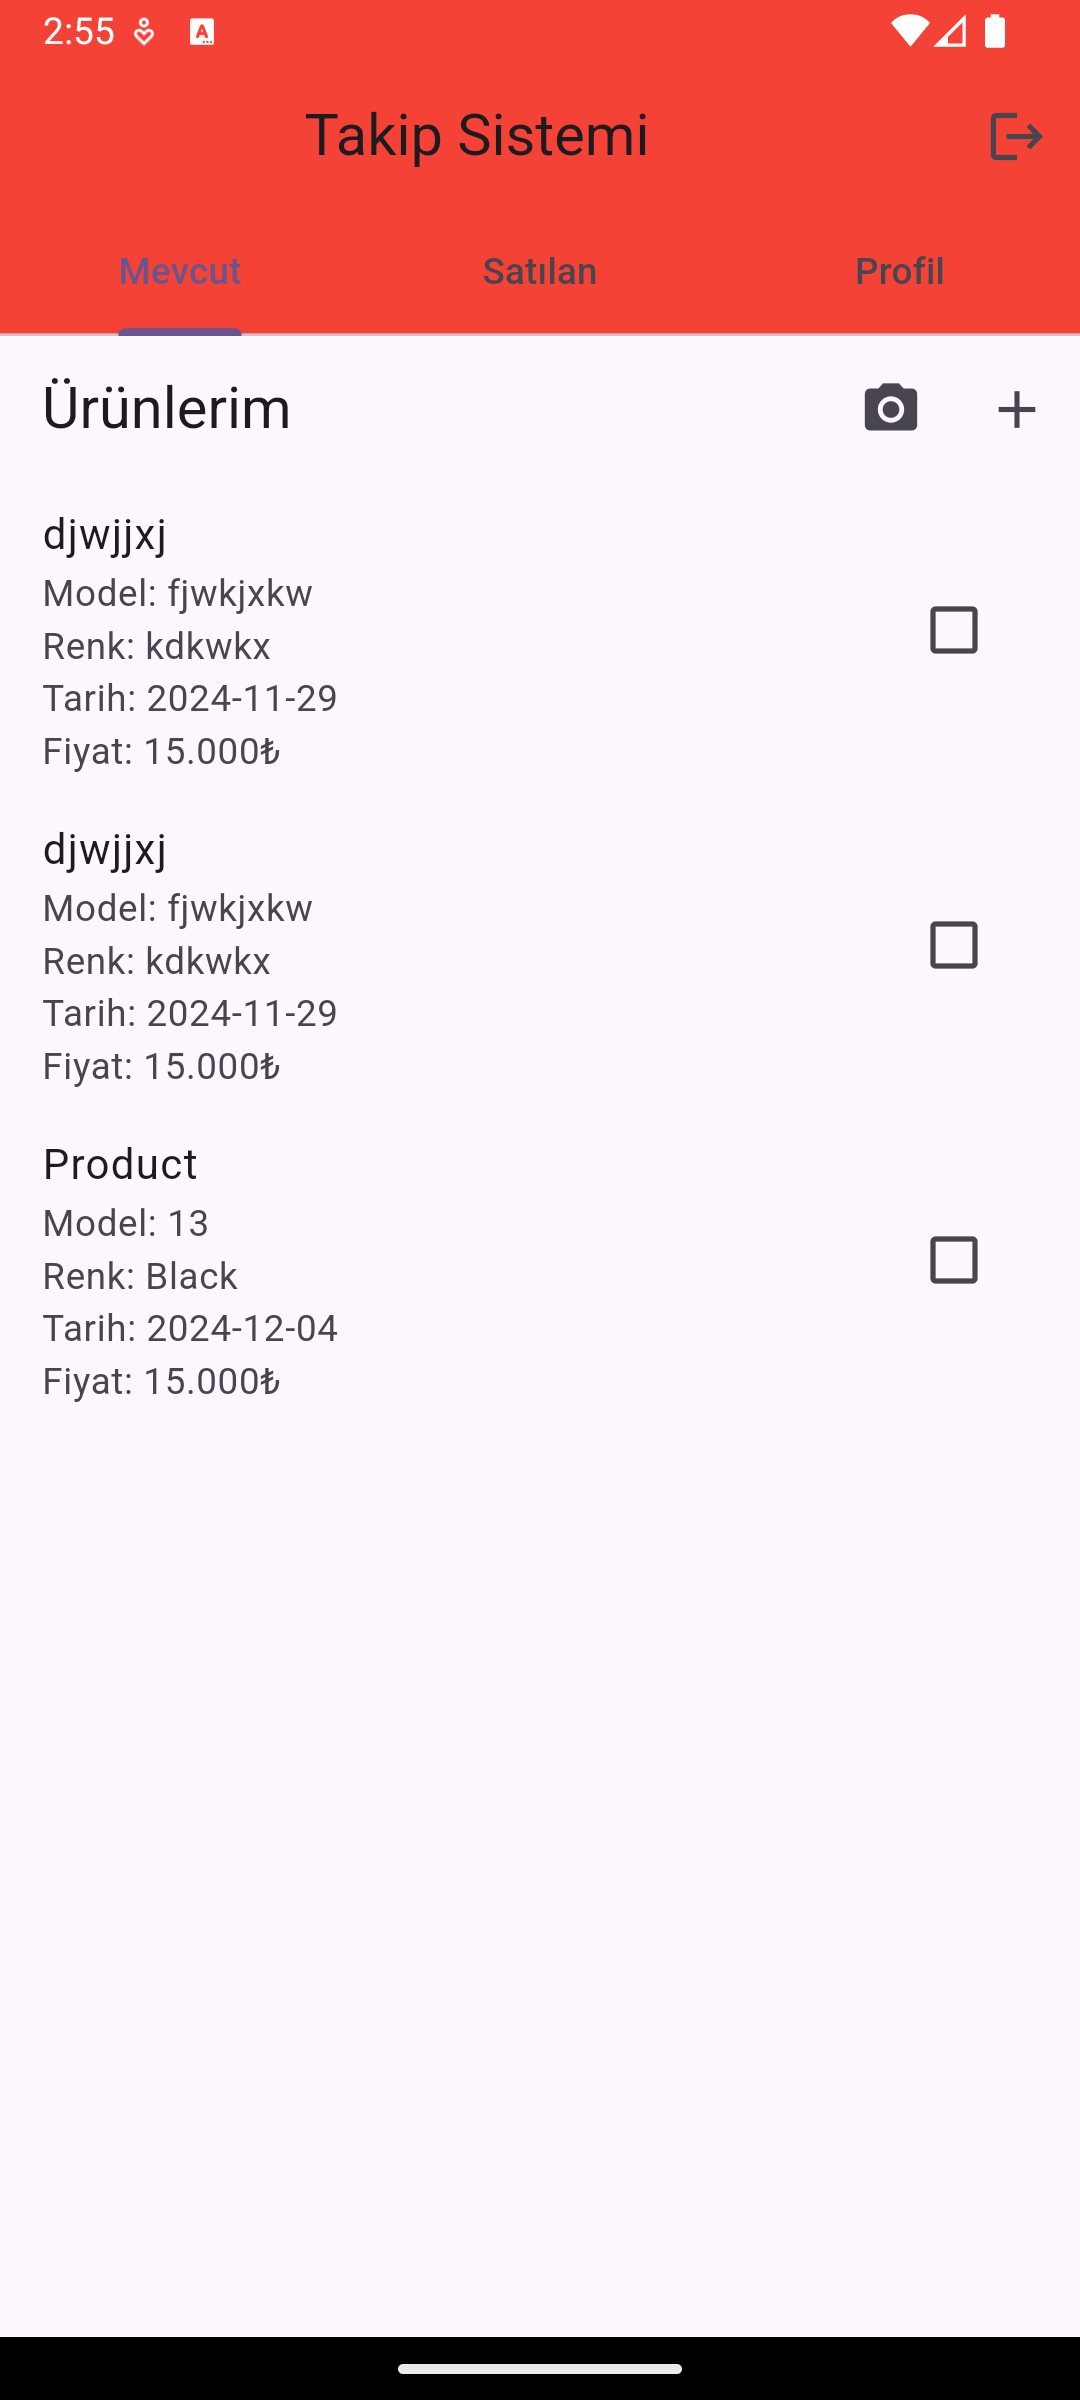 2:55
Takip Sistemi
Mevcut Satılan Profil
Ürünlerim
djwjjxj
Model: fjwkjxkw
Renk: kdkwkx
Tarih: 2024-11-29
Fiyat: 15.000₺
djwjjxj
Model: fjwkjxkw
Renk: kdkwkx
Tarih: 2024-11-29
Fiyat: 15.000₺
Product
Model: 13
Renk: Black
Tarih: 2024-12-04
Fiyat: 15.000₺